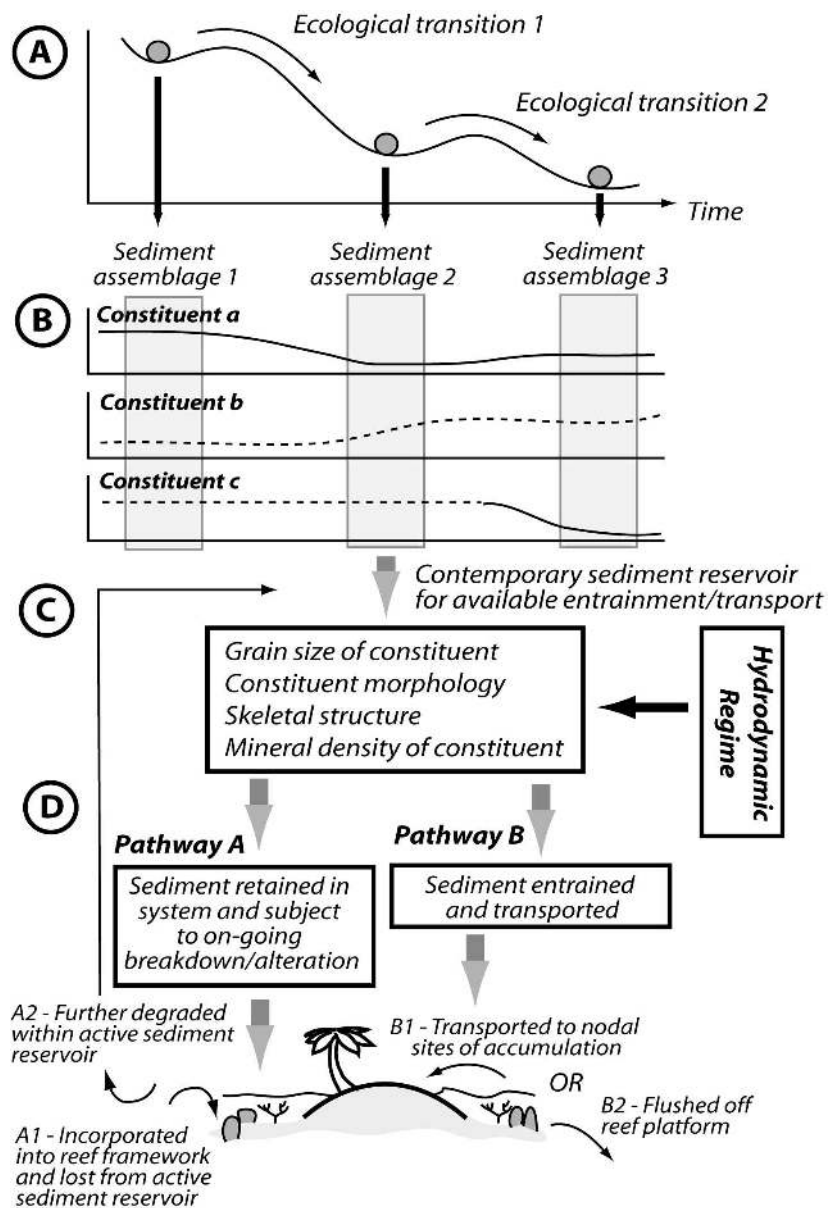 A
Ecological transition 1
Ecological transition 2
Time
Sediment
assemblage 1
Sediment
assemblage 2
Sediment
assemblage 3
B
Constituent a
Constituent b
Constituent c
C
Contemporary sediment reservoir
for available entrainment/transport
Grain size of constituent
Constituent morphology
Skeletal structure
Mineral density of constituent
Hydrodynamic
Regime
D
Pathway A
Pathway B
Sediment retained in
system and subject
to on-going
breakdown/alteration
Sediment entrained
and transported
A2 - Further degraded
within active sediment
reservoir
B1 - Transported to nodal
sites of accumulation
OR
B2 - Flushed off
reef platform
A1 - Incorporated
into reef framework
and lost from active
sediment reservoir